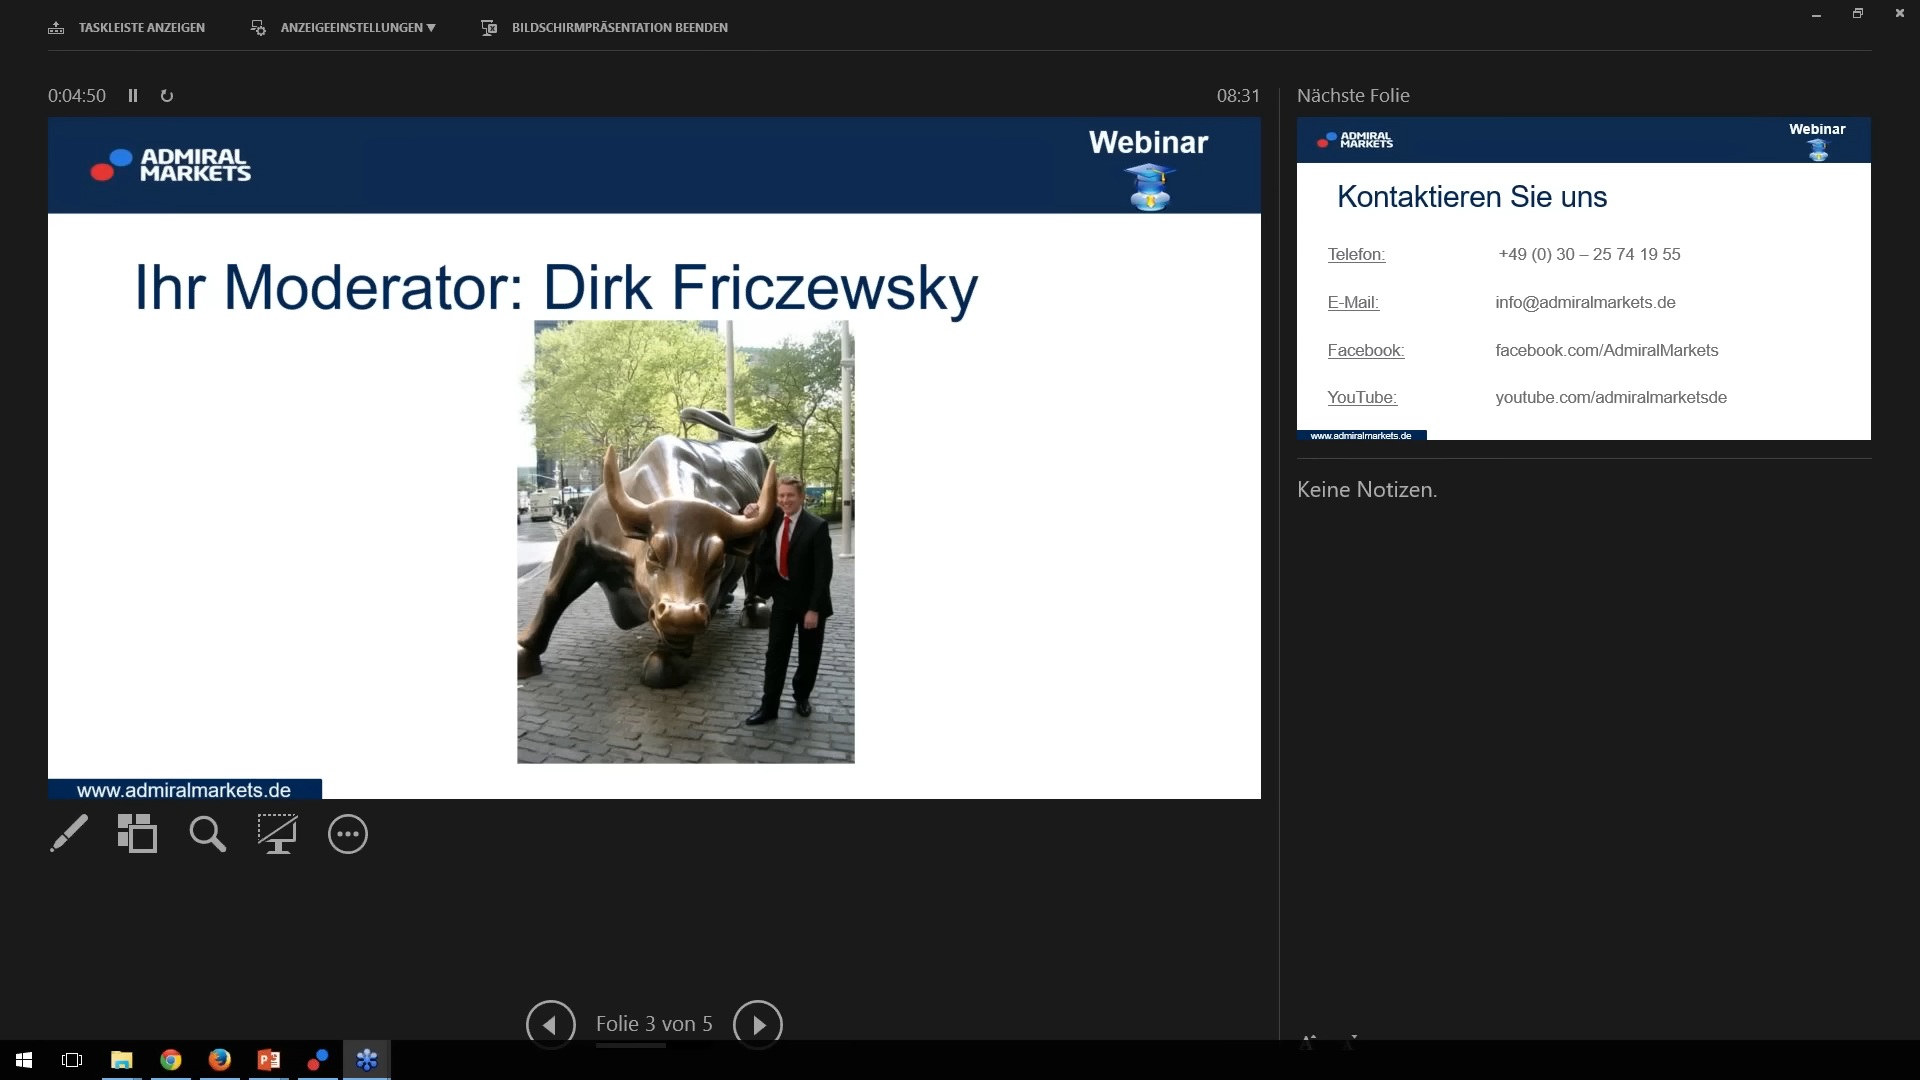 TASKLEISTE ANZEIGEN
ANZEIGEEINSTELLUNGEN ▼
BILDSCHIRMPRÄSENTATION BEENDEN
0:04:50
08:31
ADMIRAL
MARKETS
Webinar
Ihr Moderator: Dirk Friczewsky
www.admiralmarkets.de
Folie 3 von 5
Nächste Folie
ADMIRAL
MARKETS
Webinar
Kontaktieren Sie uns
Telefon: +49 (0) 30 – 25 74 19 55
E-Mail: info@admiralmarkets.de
Facebook: facebook.com/AdmiralMarkets
YouTube: youtube.com/admiralmarketsde
www.admiralmarkets.de
Keine Notizen.